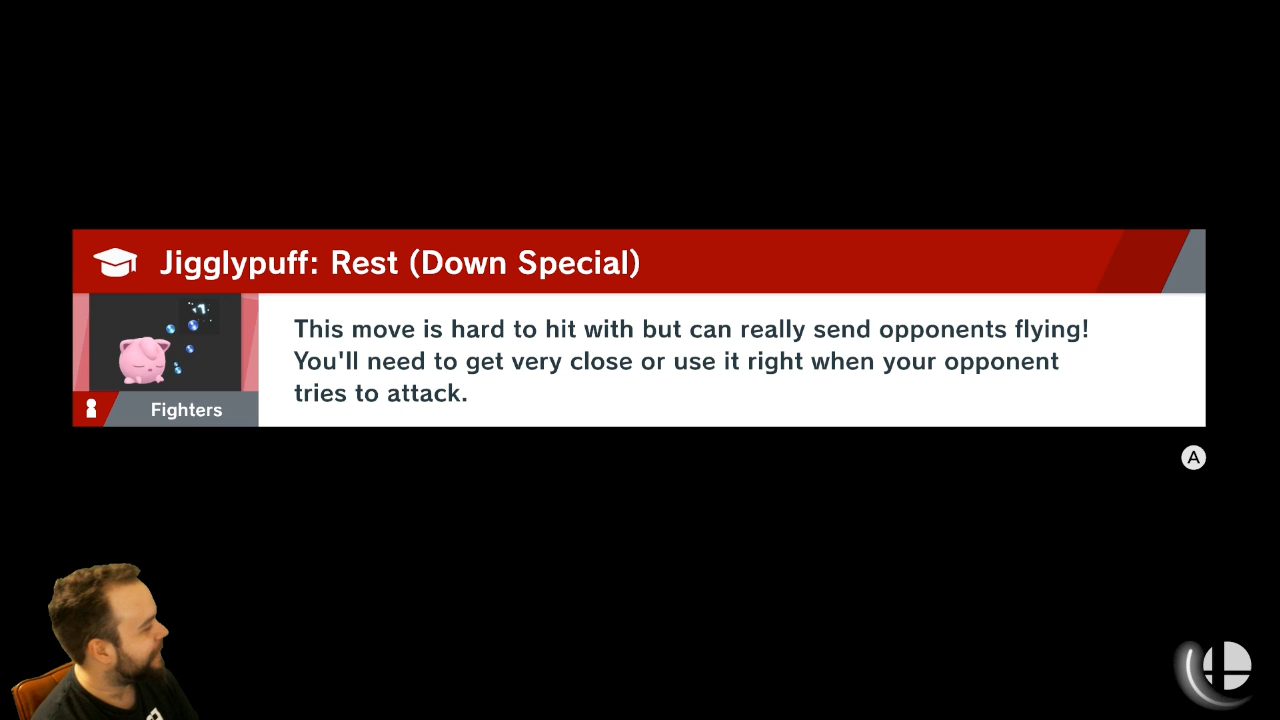 Jigglypuff: Rest (Down Special)
This move is hard to hit with but can really send opponents flying!
You'll need to get very close or use it right when your opponent
tries to attack.
Fighters
A